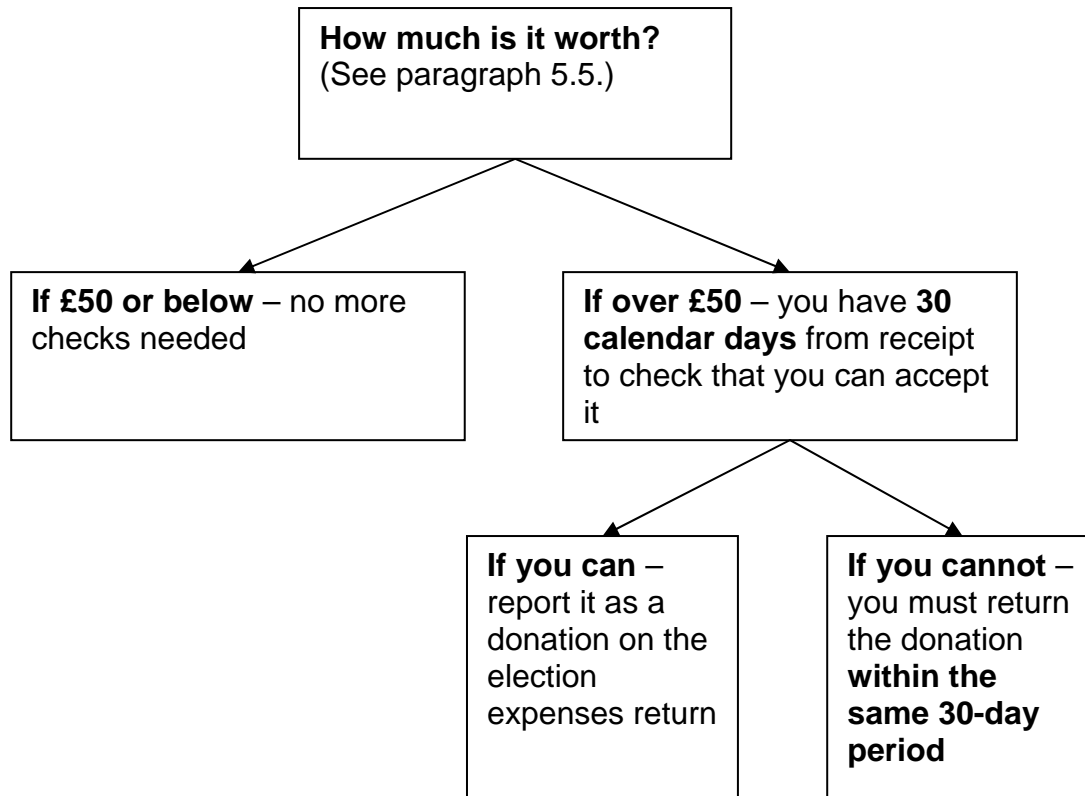 How much is it worth?
(See paragraph 5.5.)
If £50 or below – no more
checks needed
If over £50 – you have 30
calendar days from receipt
to check that you can accept
it
If you can –
report it as a
donation on the
election
expenses return
If you cannot –
you must return
the donation
within the
same 30-day
period